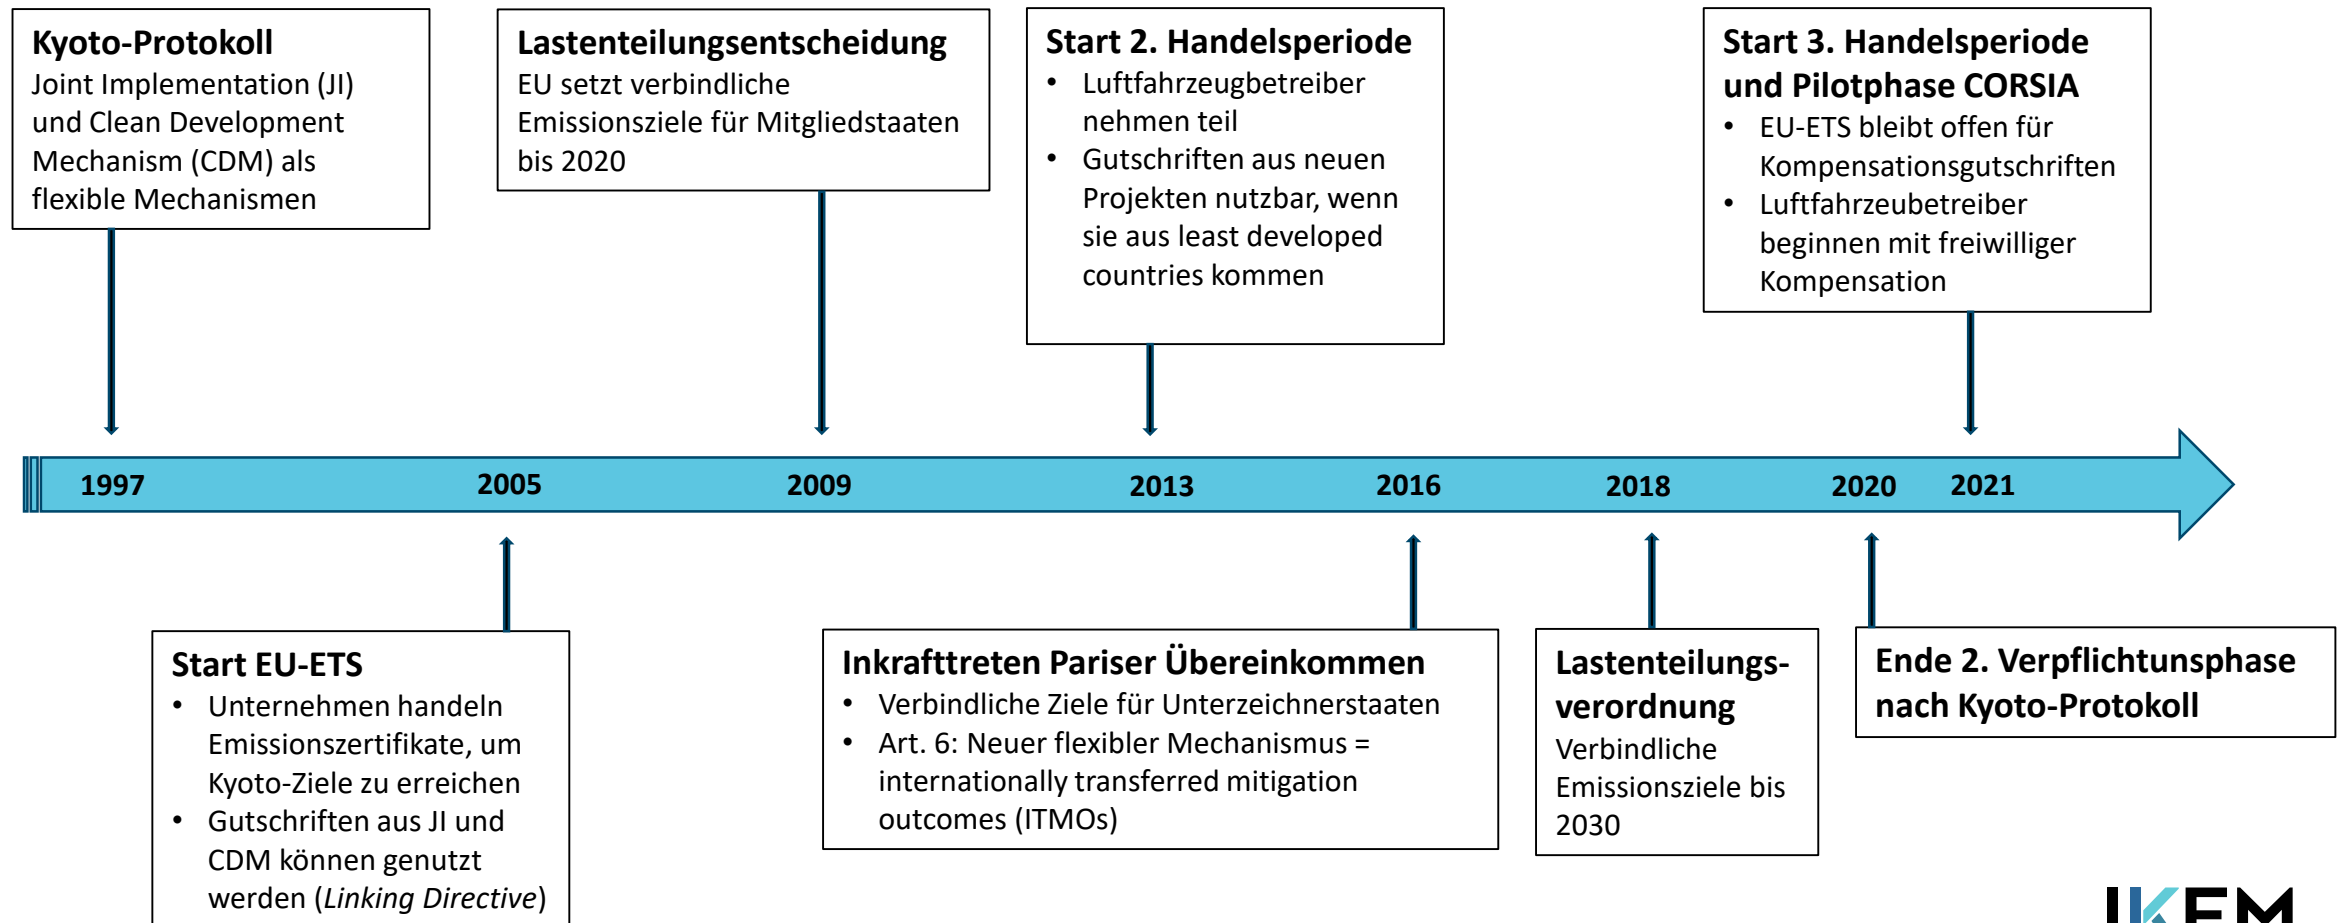 Kyoto-Protokoll
Joint Implementation (JI)
und Clean Development
Mechanism (CDM) als
flexible Mechanismen
Lastenteilungsentscheidung
EU setzt verbindliche
Emissionsziele für Mitgliedstaaten
bis 2020
Start 2. Handelsperiode
• Luftfahrzeugbetreiber
nehmen teil
• Gutschriften aus neuen
Projekten nutzbar, wenn
sie aus least developed
countries kommen
Start 3. Handelsperiode
und Pilotphase CORSIA
• EU-ETS bleibt offen für
Kompensationsgutschriften
• Luftfahrzeubetreiber
beginnen mit freiwilliger
Kompensation
1997 2005 2009 2013 2016 2018 2020 2021
Start EU-ETS
• Unternehmen handeln
Emissionszertifikate, um
Kyoto-Ziele zu erreichen
• Gutschriften aus JI und
CDM können genutzt
werden (Linking Directive)
Inkrafttreten Pariser Übereinkommen
• Verbindliche Ziele für Unterzeichnerstaaten
• Art. 6: Neuer flexibler Mechanismus =
internationally transferred mitigation
outcomes (ITMOs)
Lastenteilungs-
verordnung
Verbindliche
Emissionsziele bis
2030
Ende 2. Verpflichtunsphase
nach Kyoto-Protokoll
IKEM